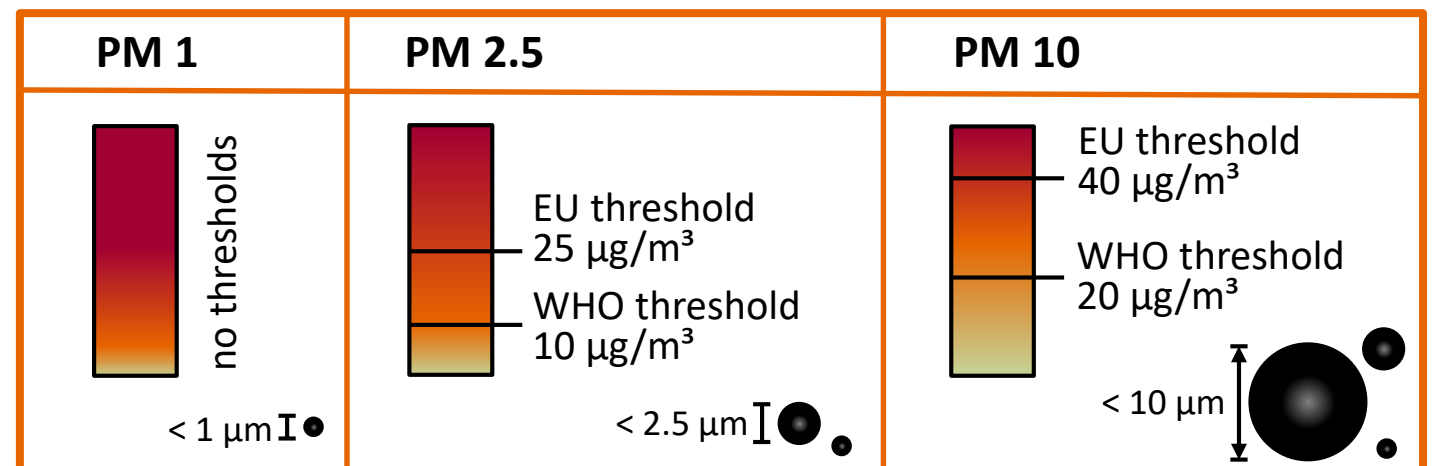 PM 1
PM 2.5
PM 10
no thresholds
< 1 µm
EU threshold
25 µg/m³
WHO threshold
10 µg/m³
< 2.5 µm
EU threshold
40 µg/m³
WHO threshold
20 µg/m³
< 10 µm